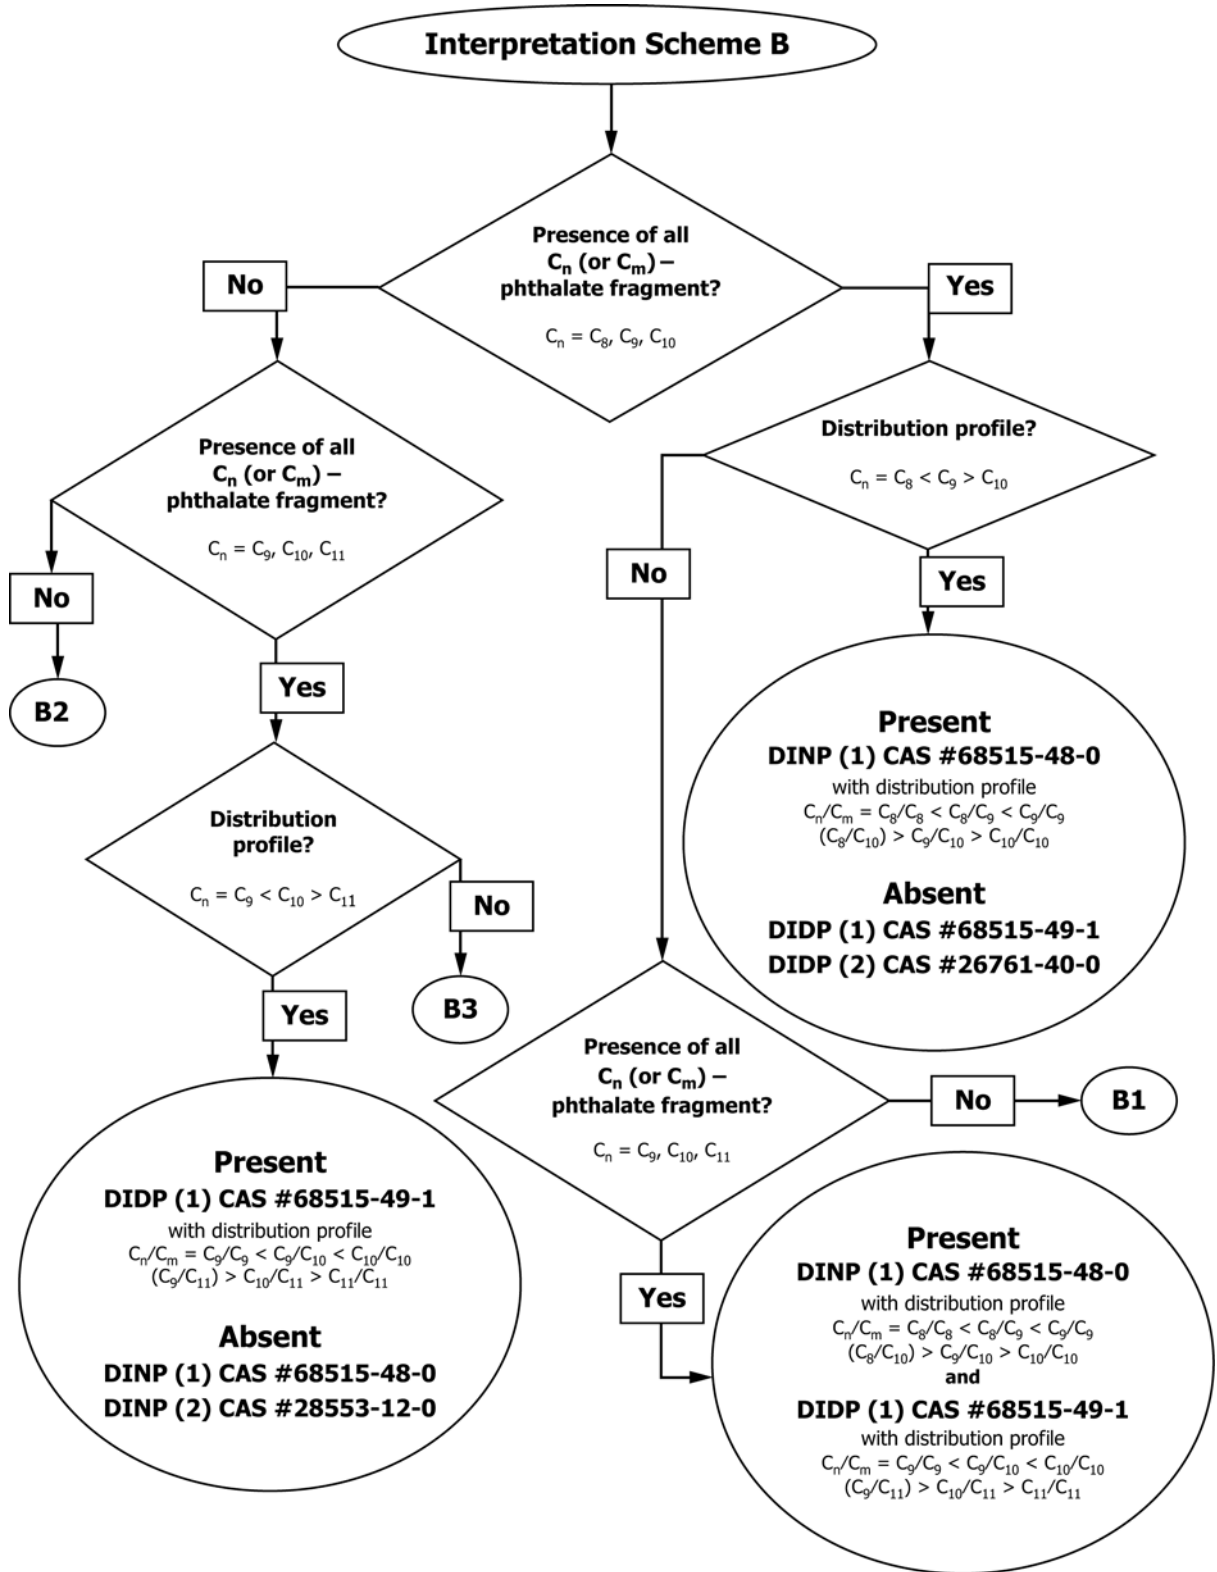 Interpretation Scheme B
Presence of all
Cₙ (or Cₘ) –
phthalate fragment?
Cₙ = C₈, C₉, C₁₀
No
Yes
Presence of all
Cₙ (or Cₘ) –
phthalate fragment?
Cₙ = C₉, C₁₀, C₁₁
Distribution profile?
Cₙ = C₈ < C₉ > C₁₀
No
B2
Yes
No
Yes
Distribution
profile?
Cₙ = C₉ < C₁₀ > C₁₁
No
B3
Yes
Present
DINP (1) CAS #68515-48-0
with distribution profile
Cₙ/Cₘ = C₈/C₈ < C₈/C₉ < C₉/C₉
(C₈/C₁₀) > C₉/C₁₀ > C₁₀/C₁₀
Absent
DIDP (1) CAS #68515-49-1
DIDP (2) CAS #26761-40-0
Presence of all
Cₙ (or Cₘ) –
phthalate fragment?
Cₙ = C₉, C₁₀, C₁₁
No
B1
Yes
Present
DIDP (1) CAS #68515-49-1
with distribution profile
Cₙ/Cₘ = C₉/C₉ < C₉/C₁₀ < C₁₀/C₁₀
(C₉/C₁₁) > C₁₀/C₁₁ > C₁₁/C₁₁
Absent
DINP (1) CAS #68515-48-0
DINP (2) CAS #28553-12-0
Present
DINP (1) CAS #68515-48-0
with distribution profile
Cₙ/Cₘ = C₈/C₈ < C₈/C₉ < C₉/C₉
(C₈/C₁₀) > C₉/C₁₀ > C₁₀/C₁₀
and
DIDP (1) CAS #68515-49-1
with distribution profile
Cₙ/Cₘ = C₉/C₉ < C₉/C₁₀ < C₁₀/C₁₀
(C₉/C₁₁) > C₁₀/C₁₁ > C₁₁/C₁₁